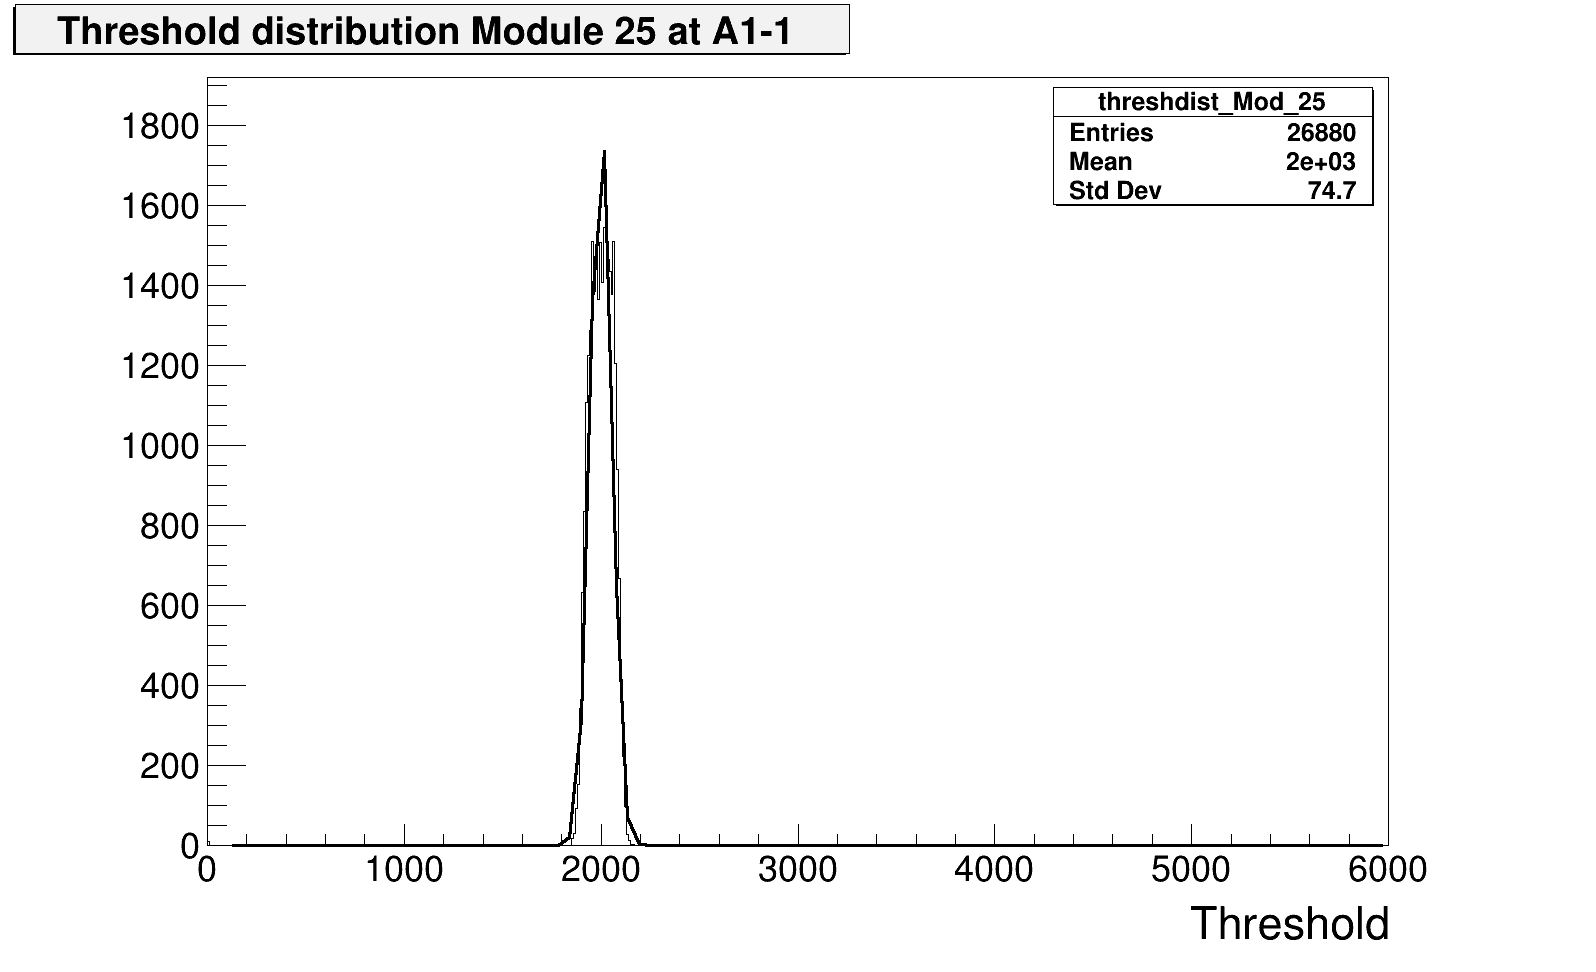 Threshold distribution Module 25 at A1-1
threshdist_Mod_25
Entries 26880
Mean 2e+03
Std Dev 74.7
1800
1600
1400
1200
1000
800
600
400
200
0
0 1000 2000 3000 4000 5000 6000
Threshold